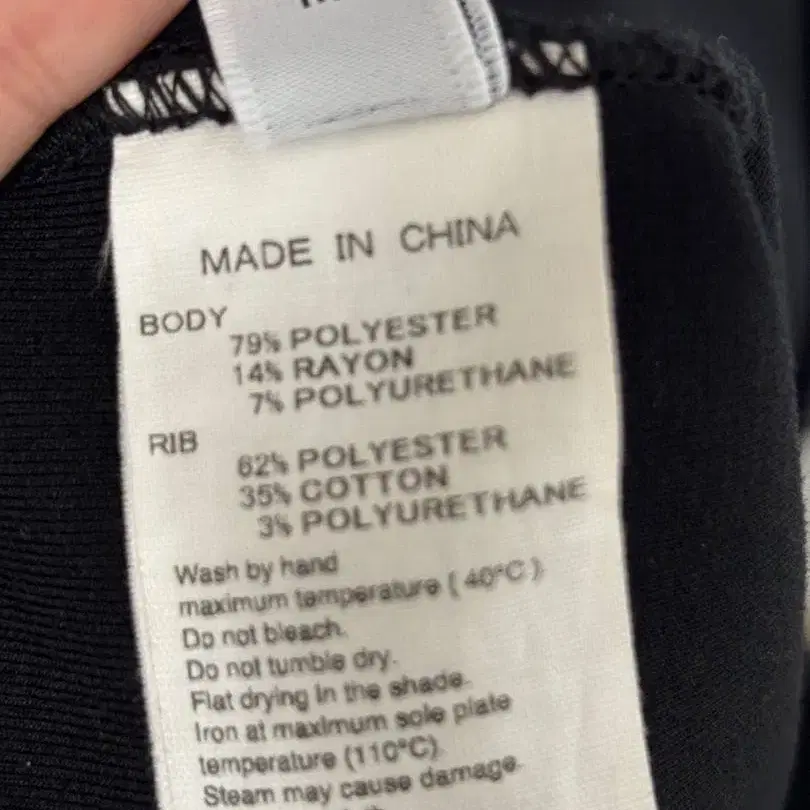 MADE IN CHINA
BODY
79% POLYESTER
14% RAYON
7% POLYURETHANE
RIB
62% POLYESTER
35% COTTON
3% POLYURETHANE
Wash by hand
maximum temperature ( 40°C )
Do not bleach.
Do not tumble dry.
Flat drying in the shade.
Iron at maximum sole plate
temperature (110°C)
Steam may cause damage.